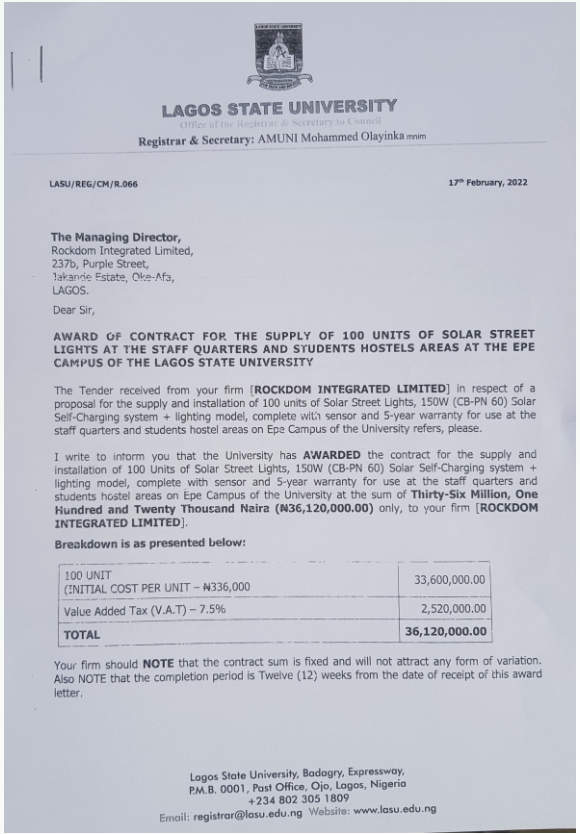 LAGOS STATE UNIVERSITY
Office of the Registrar & Secretary to Council
Registrar & Secretary: AMUNI Mohammed Olayinka mnim
LASU/REG/CM/R.066
17th February, 2022
The Managing Director,
Rockdom Integrated Limited,
237b, Purple Street,
Jakande Estate, Oke-Afa,
LAGOS.
Dear Sir,
AWARD OF CONTRACT FOR THE SUPPLY OF 100 UNITS OF SOLAR STREET
LIGHTS AT THE STAFF QUARTERS AND STUDENTS HOSTELS AREAS AT THE EPE
CAMPUS OF THE LAGOS STATE UNIVERSITY
The Tender received from your firm [ROCKDOM INTEGRATED LIMITED] in respect of a
proposal for the supply and installation of 100 units of Solar Street Lights, 150W (CB-PN 60) Solar
Self-Charging system + lighting model, complete with sensor and 5-year warranty for use at the
staff quarters and students hostel areas on Epe Campus of the University refers, please.
I write to inform you that the University has AWARDED the contract for the supply and
installation of 100 Units of Solar Street Lights, 150W (CB-PN 60) Solar Self-Charging system +
lighting model, complete with sensor and 5-year warranty for use at the staff quarters and
students hostel areas on Epe Campus of the University at the sum of Thirty-Six Million, One
Hundred and Twenty Thousand Naira (₦36,120,000.00) only, to your firm [ROCKDOM
INTEGRATED LIMITED].
Breakdown is as presented below:
100 UNIT
(INITIAL COST PER UNIT – ₦336,000
33,600,000.00
Value Added Tax (V.A.T) – 7.5%
2,520,000.00
TOTAL
36,120,000.00
Your firm should NOTE that the contract sum is fixed and will not attract any form of variation.
Also NOTE that the completion period is Twelve (12) weeks from the date of receipt of this award
letter.
Lagos State University, Badagry, Expressway,
P.M.B. 0001, Post Office, Ojo, Lagos, Nigeria
+234 802 305 1809
Email: registrar@lasu.edu.ng Website: www.lasu.edu.ng